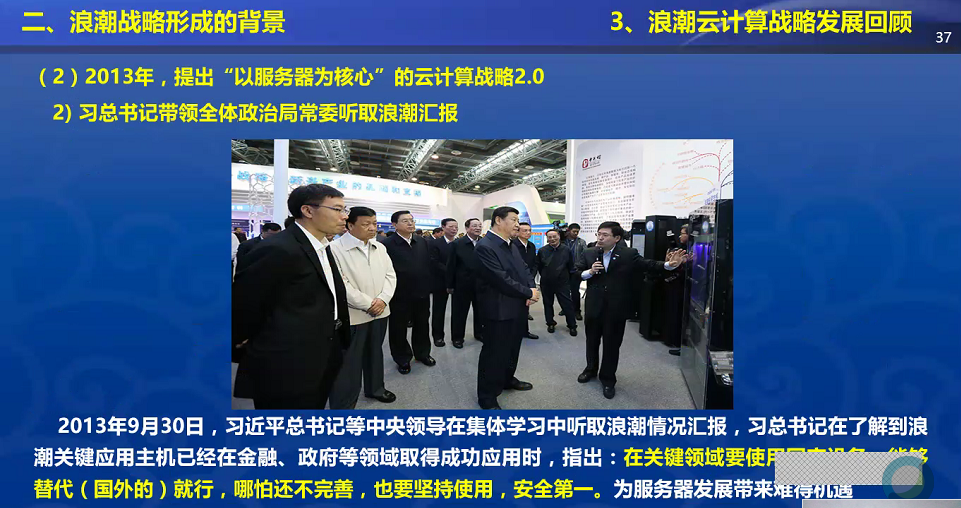 二、浪潮战略形成的背景
3、浪潮云计算战略发展回顾
37
（2）2013年，提出“以服务器为核心”的云计算战略2.0
2) 习总书记带领全体政治局常委听取浪潮汇报
2013年9月30日，习近平总书记等中央领导在集体学习中听取浪潮情况汇报，习总书记在了解到浪
潮关键应用主机已经在金融、政府等领域取得成功应用时，指出：在关键领域要使用
替代（国外的）就行，哪怕还不完善，也要坚持使用，安全第一。为服务器发展带来难得机遇